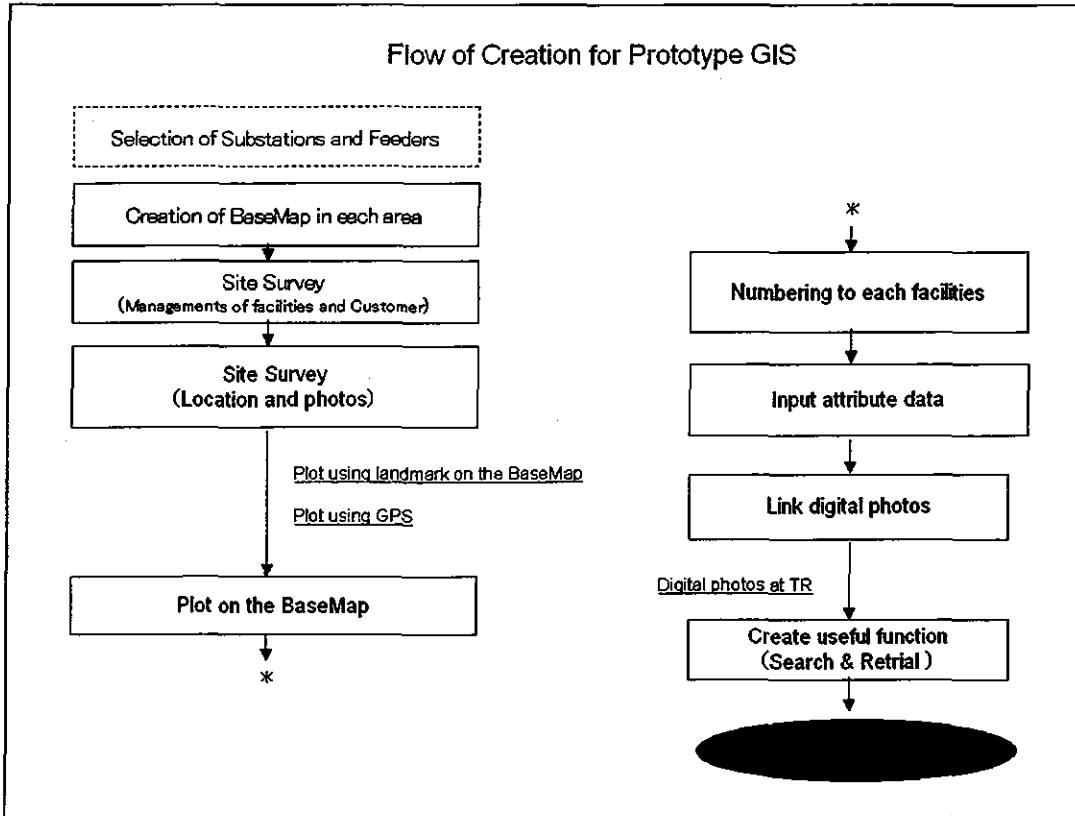 Flow of Creation for Prototype GIS
Selection of Substations and Feeders
Creation of BaseMap in each area
Site Survey
(Managements of facilities and Customer)
Site Survey
(Location and photos)
Plot using landmark on the BaseMap
Plot using GPS
Plot on the BaseMap
*
*
Numbering to each facilities
Input attribute data
Link digital photos
Digital photos at TR
Create useful function
(Search & Retrial)